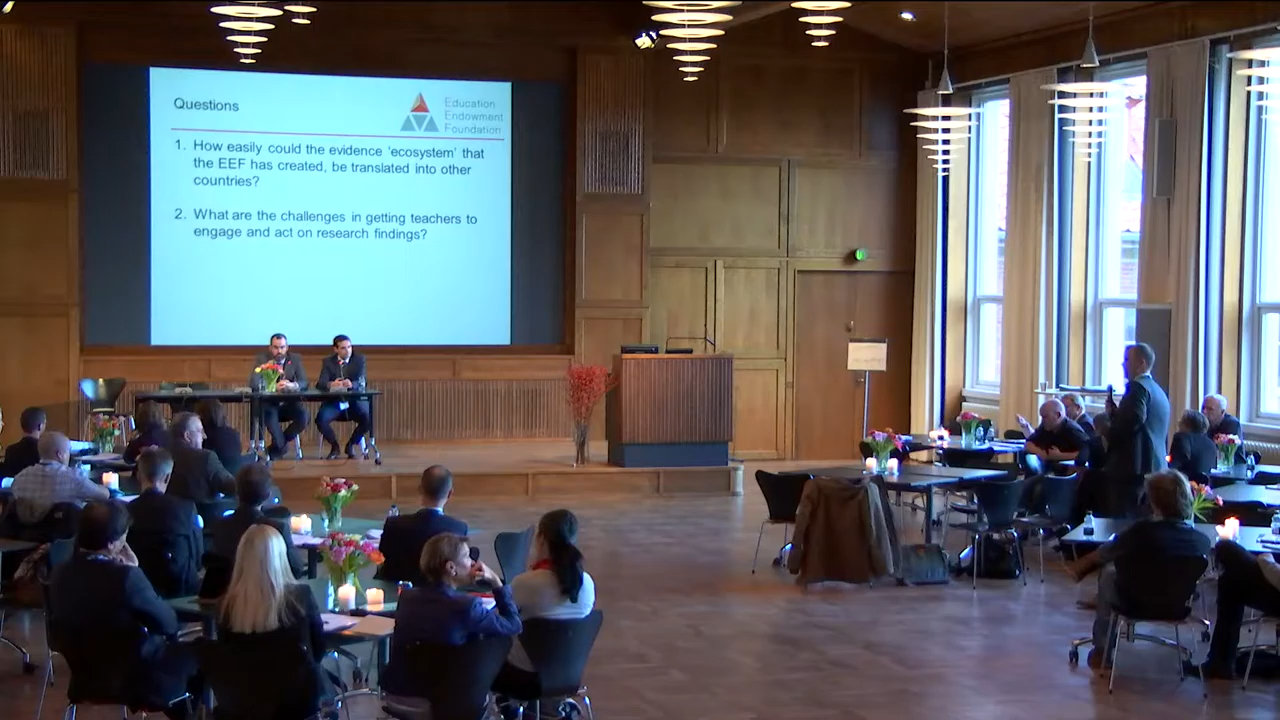 Questions
Education
Endowment
Foundation
1. How easily could the evidence ‘ecosystem’ that
the EEF has created, be translated into other
countries?
2. What are the challenges in getting teachers to
engage and act on research findings?